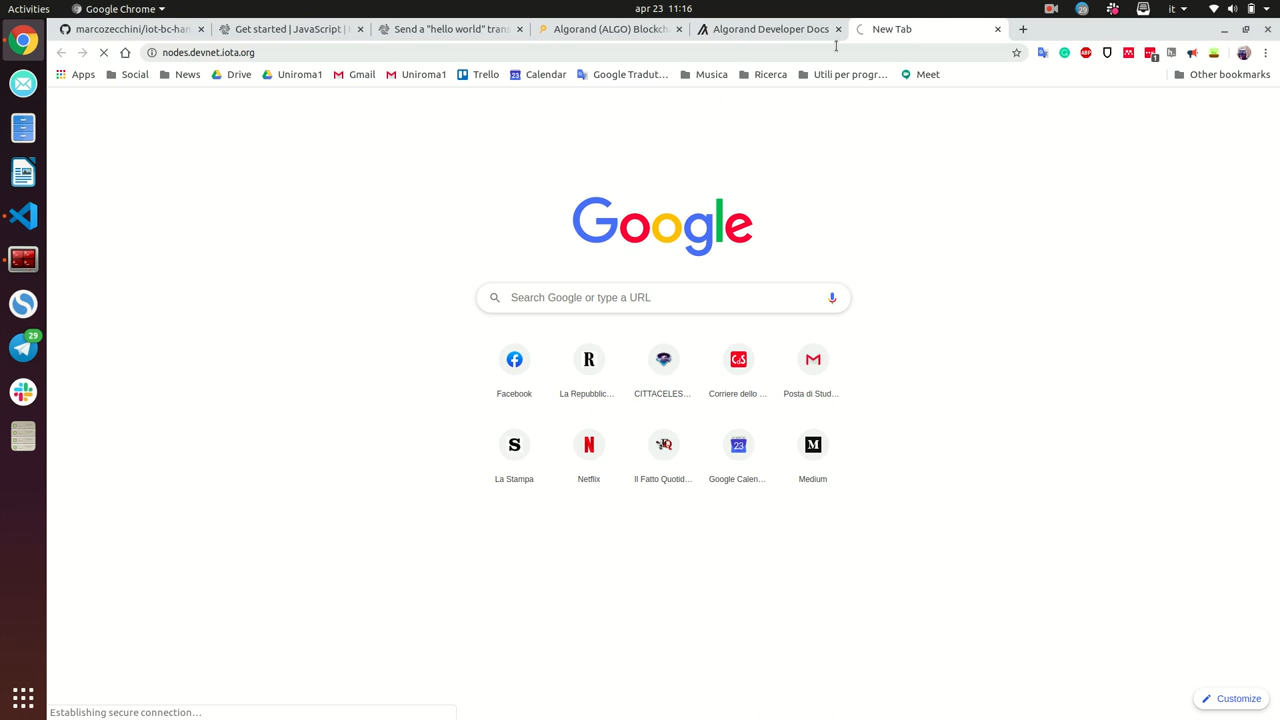 Activities Google Chrome apr 23 11:16 29 it
marcozecchini/iot-bc-han Get started | JavaScript | Send a "hello world" tran Algorand (ALGO) Blockch Algorand Developer Docs New Tab
nodes.devnet.iota.org 1
Apps Social News Drive Uniroma1 Gmail Uniroma1 Trello 23 Calendar Google Tradut... Musica Ricerca Utili per progr... Meet Other bookmarks
Google
Search Google or type a URL
Facebook La Repubblic... CITTACELES... Corriere dello ... Posta di Stud...
La Stampa Netflix Il Fatto Quotid... Google Calen... Medium
29
Customize
Establishing secure connection...